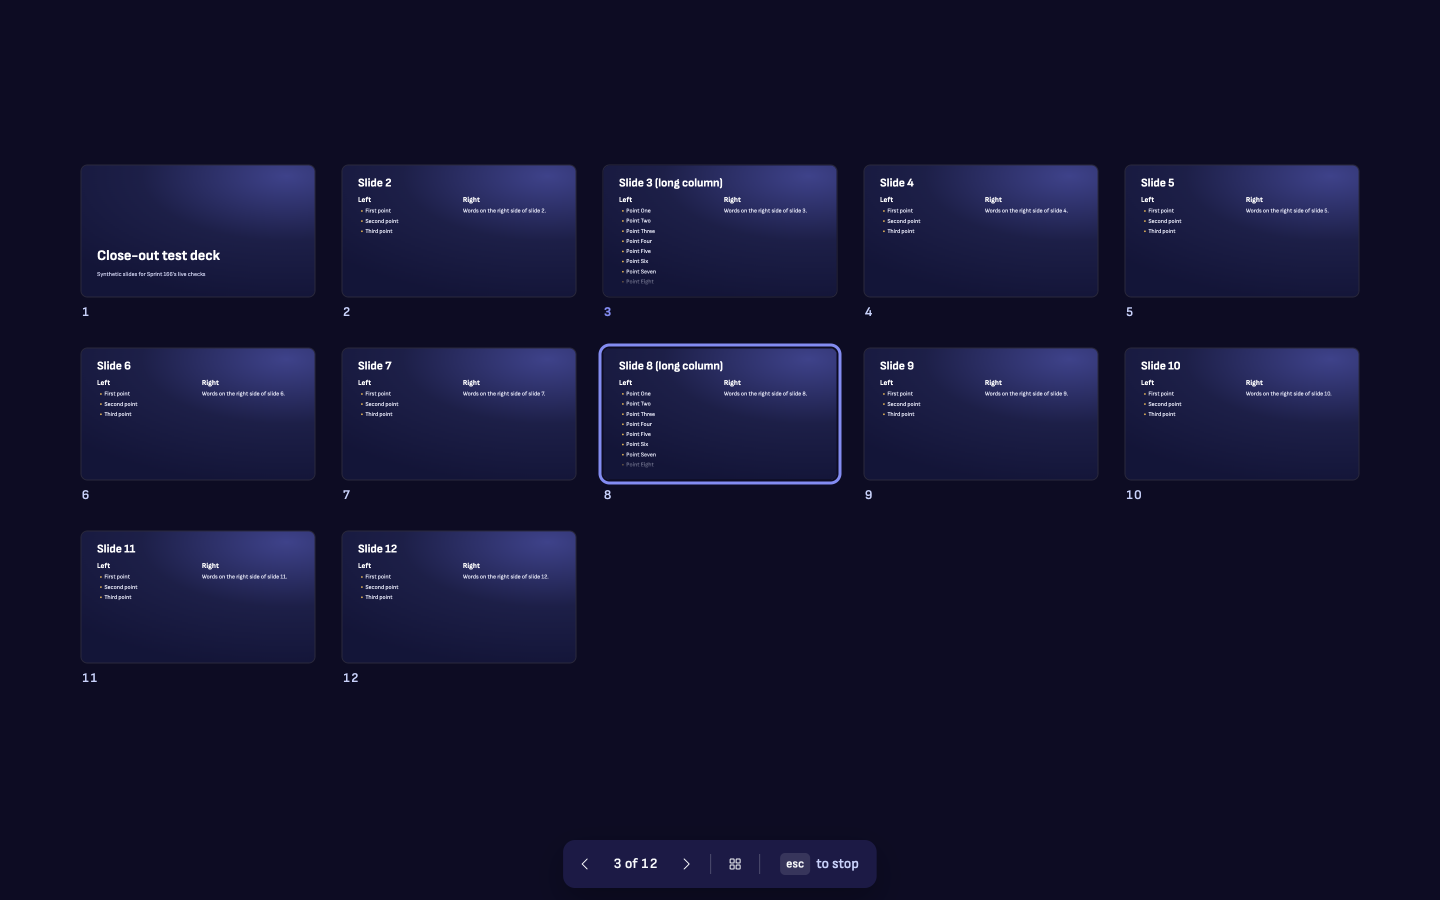 Close-out test deck
Synthetic slides for Sprint 166's live checks
1
Slide 2
Left
First point
Second point
Third point
Right
Words on the right side of slide 2.
2
Slide 3 (long column)
Left
Point One
Point Two
Point Three
Point Four
Point Five
Point Six
Point Seven
Point Eight
Right
Words on the right side of slide 3.
3
Slide 4
Left
First point
Second point
Third point
Right
Words on the right side of slide 4.
4
Slide 5
Left
First point
Second point
Third point
Right
Words on the right side of slide 5.
5
Slide 6
Left
First point
Second point
Third point
Right
Words on the right side of slide 6.
6
Slide 7
Left
First point
Second point
Third point
Right
Words on the right side of slide 7.
7
Slide 8 (long column)
Left
Point One
Point Two
Point Three
Point Four
Point Five
Point Six
Point Seven
Point Eight
Right
Words on the right side of slide 8.
8
Slide 9
Left
First point
Second point
Third point
Right
Words on the right side of slide 9.
9
Slide 10
Left
First point
Second point
Third point
Right
Words on the right side of slide 10.
10
Slide 11
Left
First point
Second point
Third point
Right
Words on the right side of slide 11.
11
Slide 12
Left
First point
Second point
Third point
Right
Words on the right side of slide 12.
12
3 of 12
esc to stop